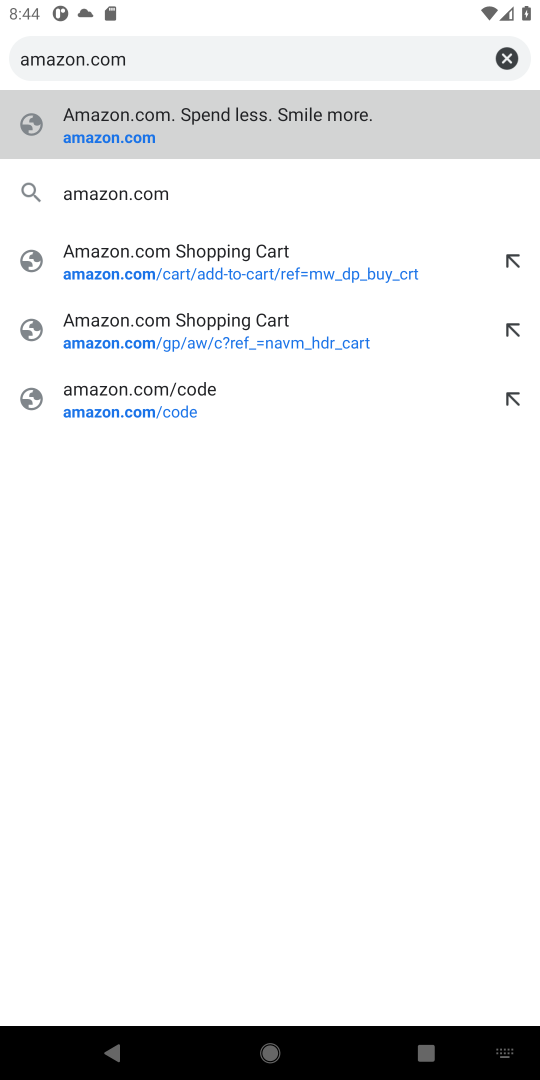 8:44
amazon.com
Amazon.com. Spend less. Smile more.
amazon.com
amazon.com
Amazon.com Shopping Cart
amazon.com/cart/add-to-cart/ref=mw_dp_buy_crt
Amazon.com Shopping Cart
amazon.com/gp/aw/c?ref_=navm_hdr_cart
amazon.com/code
amazon.com/code